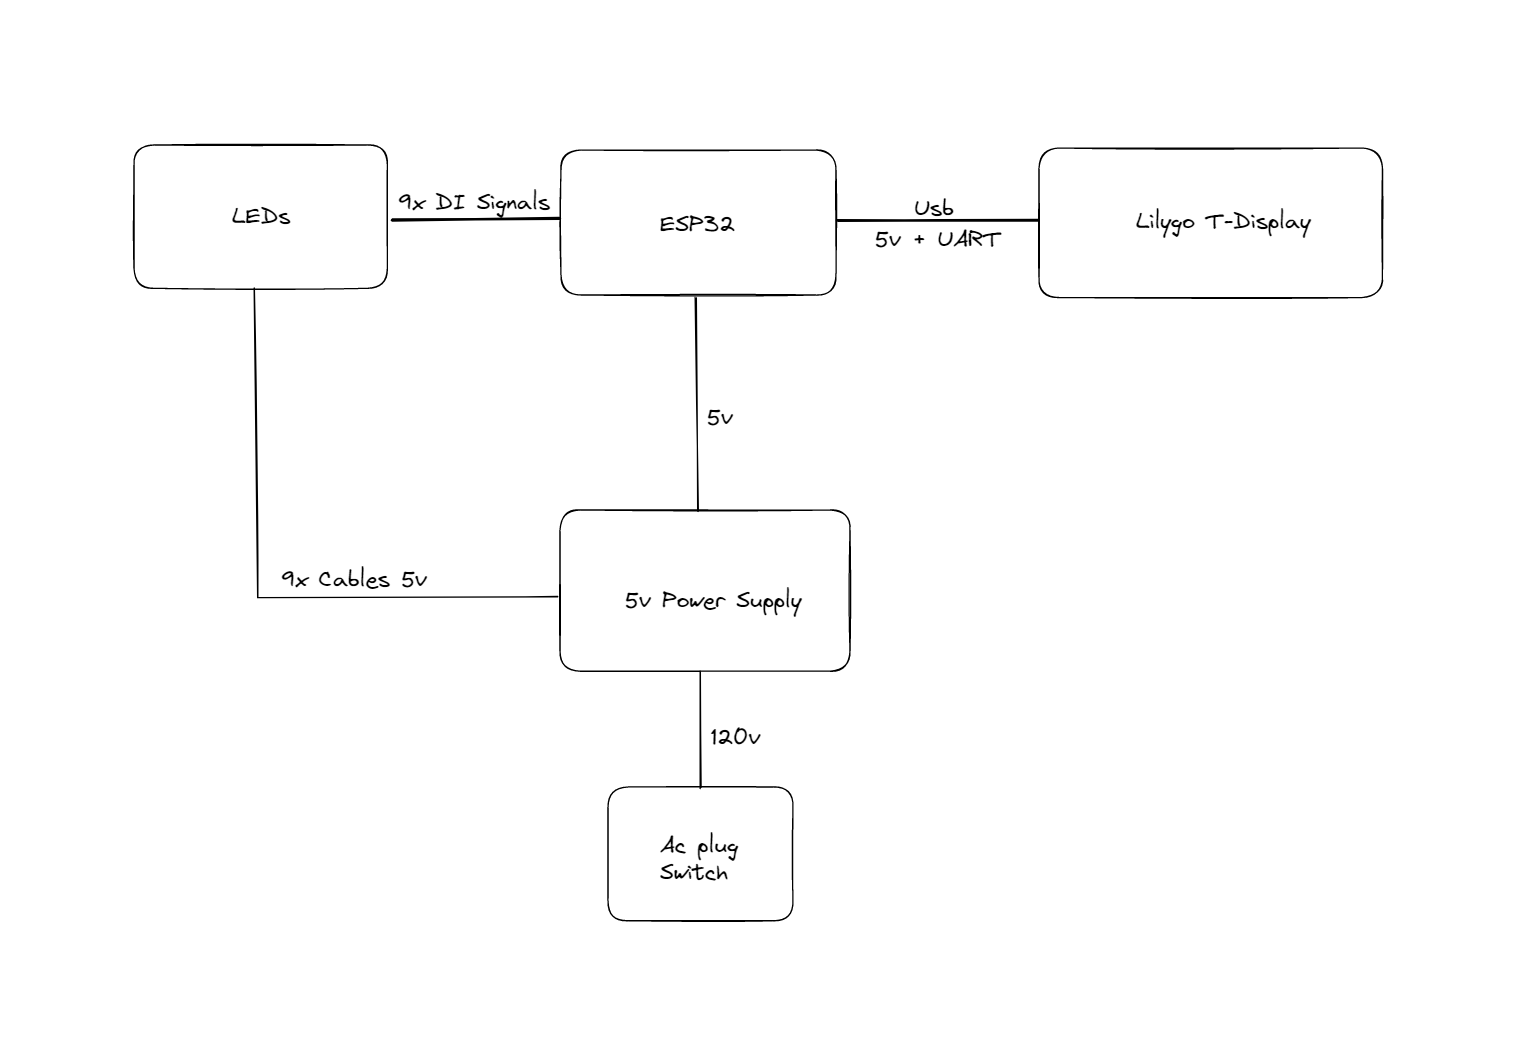 LEDs
9x DI Signals
ESP32
Usb
5v + UART
Lilygo T-Display
5v
9x Cables 5v
5v Power Supply
120v
Ac plug
Switch